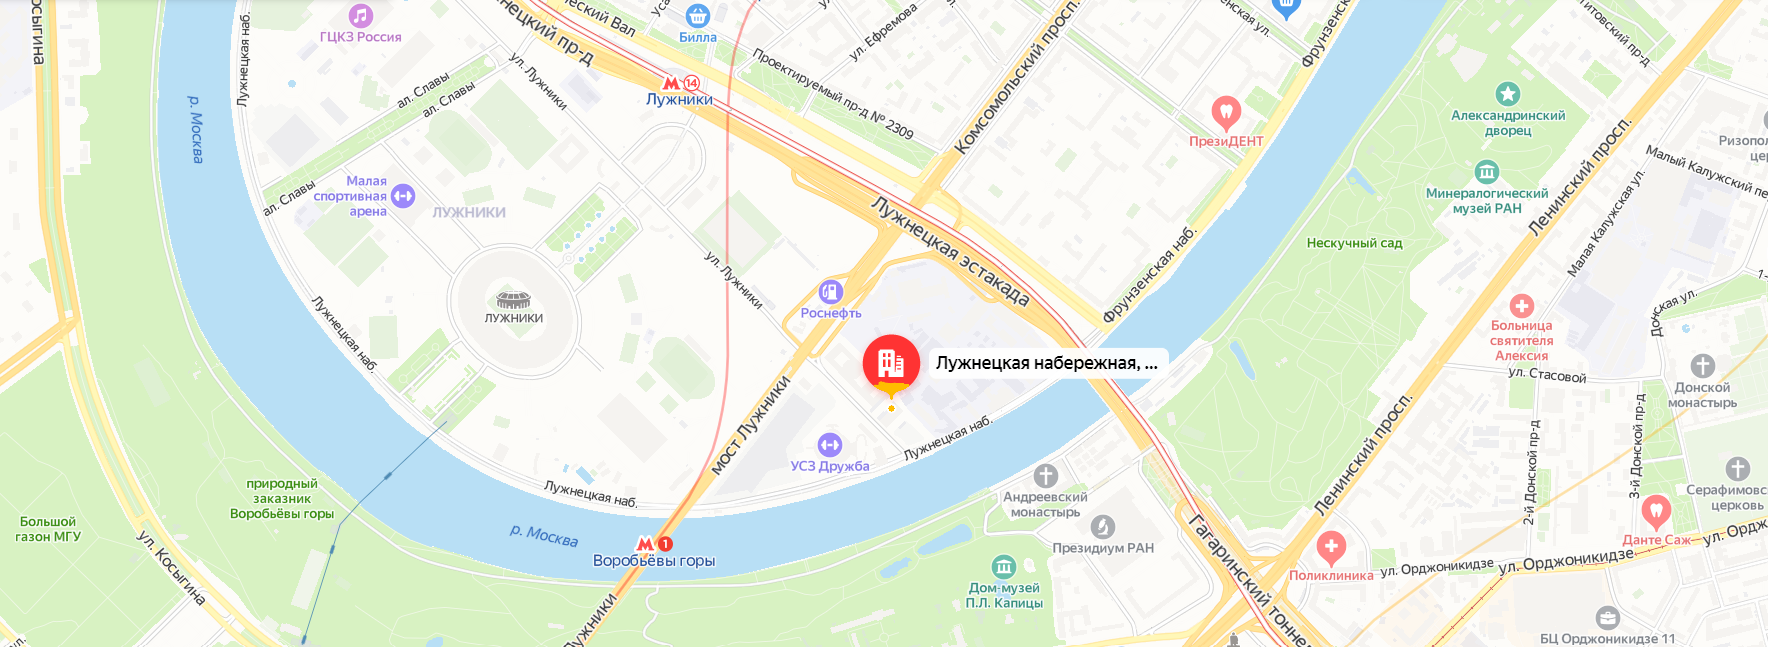 Косыгина
ГЦКЗ Россия
Лужнецкая наб.
р. Москва
ал. Славы
ал. Славы
ал. Славы
Малая
спортивная
арена
ЛУЖНИКИ
ЛУЖНИКИ
ул. Лужники
Билла
ул. Ефремова
Проектируемый пр-д № 2309
14
Лужники
Комсомольский просп.
ПрезиДЕНТ
Александринский
дворец
Минералогический
музей РАН
Нескучный сад
Ленинский просп.
Малая Калужская ул.
Малый Калужский пе
Лужнецкая эстакада
Фрунзенская наб.
ул. Лужники
Роснефть
Лужнецкая набережная, ...
Лужнецкая наб.
мост Лужники
УСЗ Дружба
Лужнецкая наб.
Лужнецкая наб.
р. Москва
1
Воробьёвы горы
природный
заказник
Воробьёвы горы
Большой
газон МГУ
ул. Косыгина
Лужники
Андреевский
монастырь
Президиум РАН
Дом-музей
П.Л. Капицы
Гагаринский тонне
Ленинский просп.
Больница
святителя
Алексия
Донская ул.
ул. Стасовой
Донской
монастырь
2-й Донской пр-д
3-й Донской пр-д
Серафимовс
церковь
Данте Саж
Поликлиника
ул. Орджоникидзе
ул. Орджоникидзе
ул. Орджо
БЦ Орджоникидзе 11